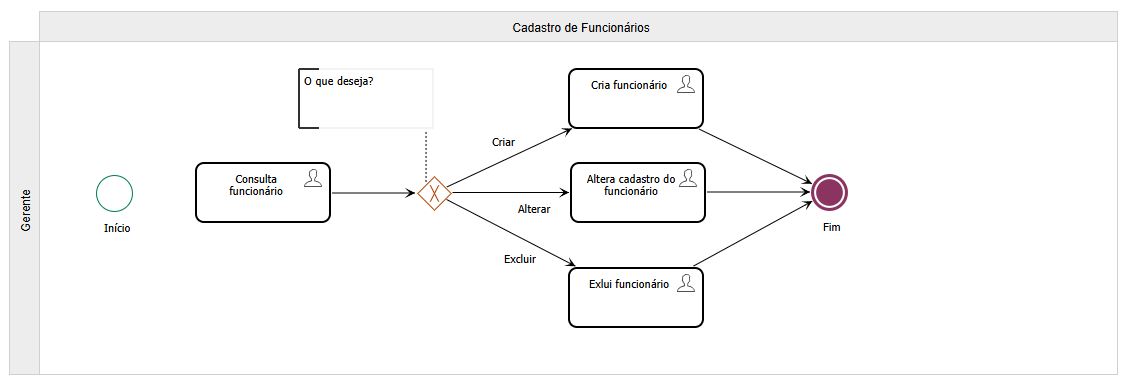 Cadastro de Funcionários
Gerente
O que deseja?
Cria funcionário
Criar
Consulta
funcionário
X
Altera cadastro do
funcionário
Alterar
Início
Fim
Excluir
Exlui funcionário